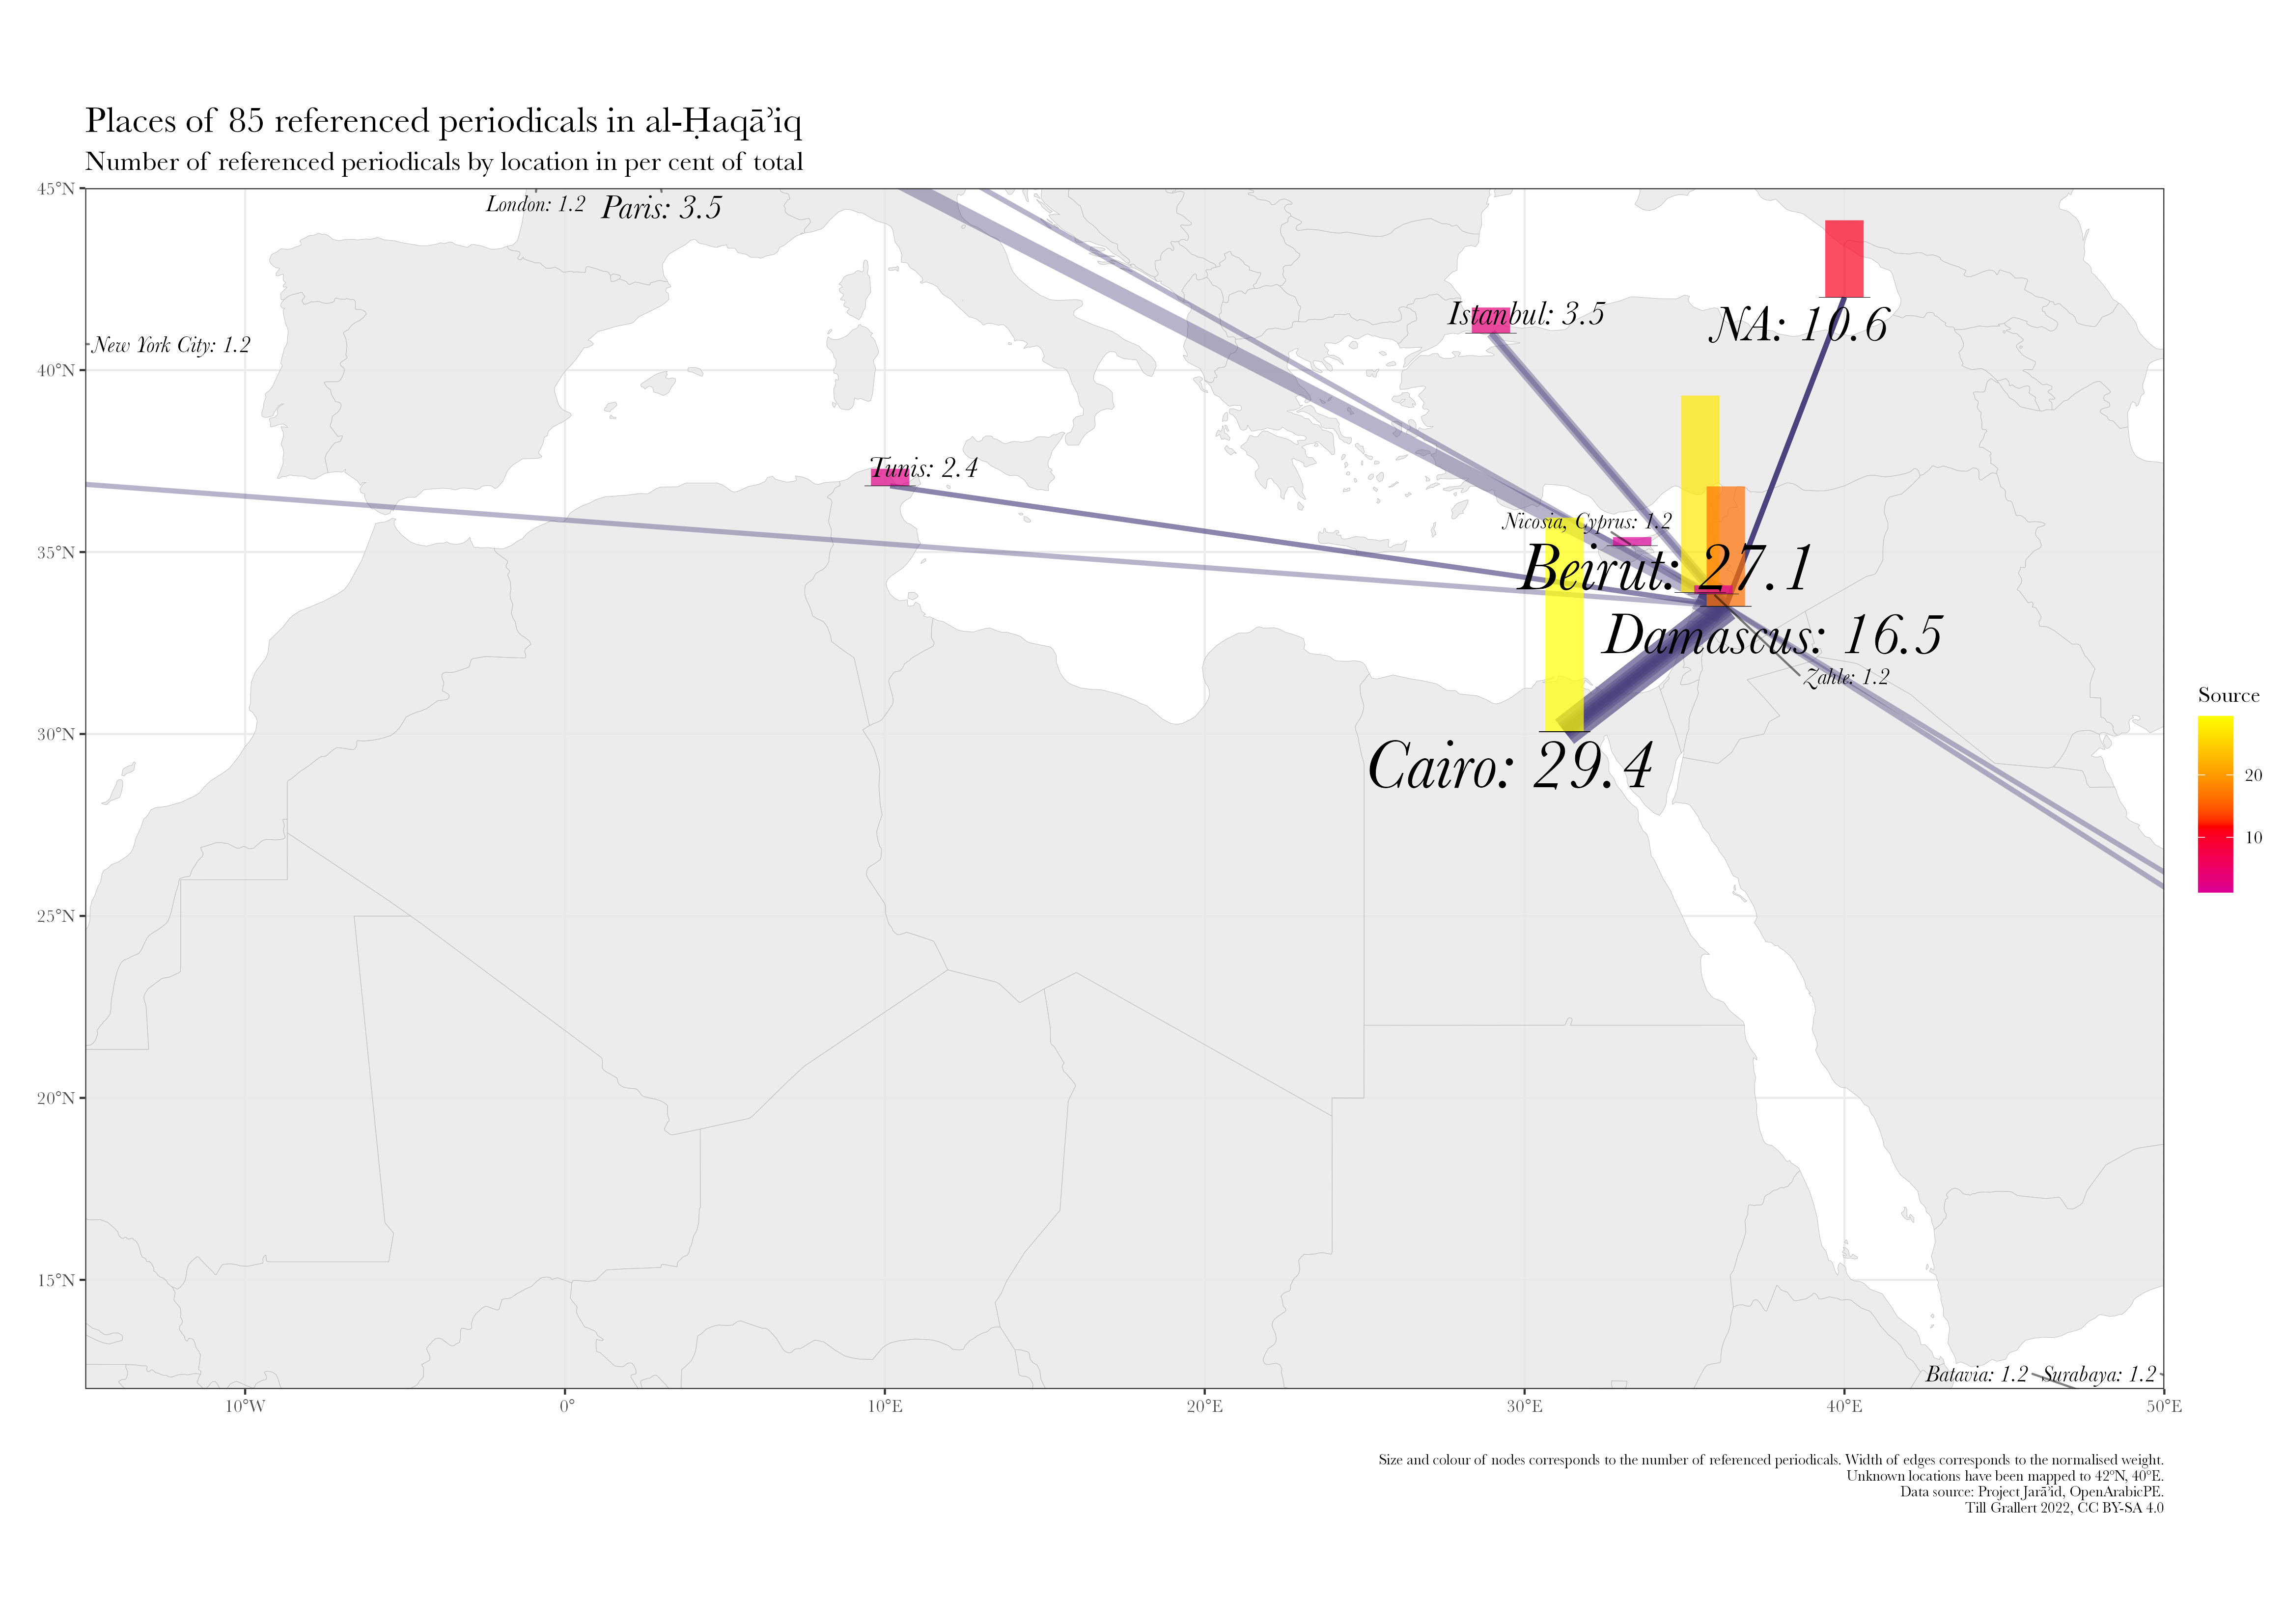 Places of 85 referenced periodicals in al-Ḥaqāʾiq
Number of referenced periodicals by location in per cent of total
45°N
40°N
35°N
30°N
25°N
20°N
15°N
London: 1.2
Paris: 3.5
New York City: 1.2
Istanbul: 3.5
NA: 10.6
Tunis: 2.4
Nicosia, Cyprus: 1.2
Beirut: 27.1
Damascus: 16.5
Zahle: 1.2
Cairo: 29.4
Batavia: 1.2
Surabaya: 1.2
Source
20
10
10°W
0°
10°E
20°E
30°E
40°E
50°E
Size and colour of nodes corresponds to the number of referenced periodicals. Width of edges corresponds to the normalised weight.
Unknown locations have been mapped to 42°N, 40°E.
Data source: Project Jarāʾid, OpenArabicPE.
Till Grallert 2022, CC BY-SA 4.0